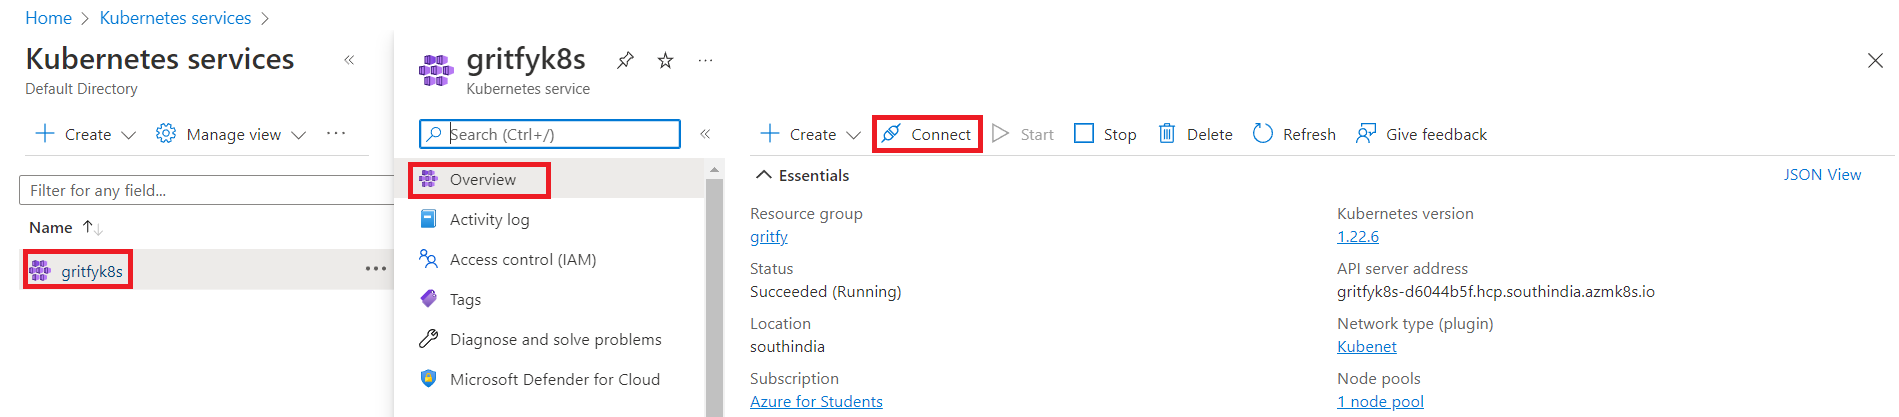 Home > Kubernetes services >
Kubernetes services «
Default Directory
+ Create Manage view ...
Filter for any field...
Name ↑↓
gritfyk8s ...
gritfyk8s ...
Kubernetes service
Search (Ctrl+/) «
Overview
Activity log
Access control (IAM)
Tags
Diagnose and solve problems
Microsoft Defender for Cloud
+ Create Connect Start Stop Delete Refresh Give feedback
Essentials JSON View
Resource group
gritfy
Status
Succeeded (Running)
Location
southindia
Subscription
Azure for Students
Kubernetes version
1.22.6
API server address
gritfyk8s-d6044b5f.hcp.southindia.azmk8s.io
Network type (plugin)
Kubenet
Node pools
1 node pool